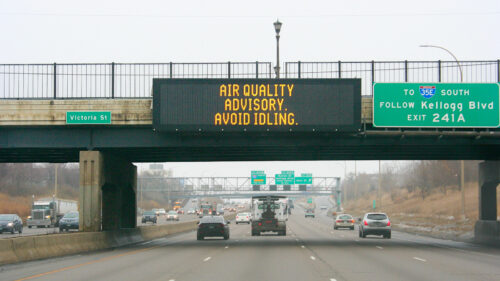 AIR QUALITY
ADVISORY.
AVOID IDLING.
Victoria St
TO 35E SOUTH
FOLLOW Kellogg Blvd
EXIT 241A